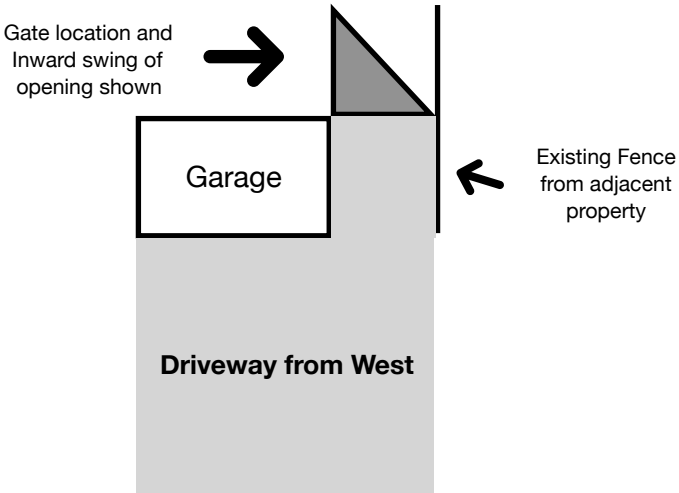 Gate location and
Inward swing of
opening shown
Garage
Existing Fence
from adjacent
property
Driveway from West